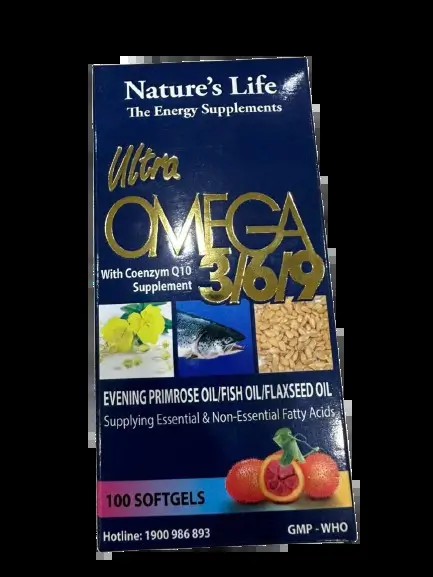 Nature's Life
The Energy Supplements
Ultra
OMEGA
3/6/9
With Coenzym Q10
Supplement
EVENING PRIMROSE OIL/FISH OIL/FLAXSEED OIL
Supplying Essential & Non-Essential Fatty Acids
100 SOFTGELS
Hotline: 1900 986 893
GMP - WHO